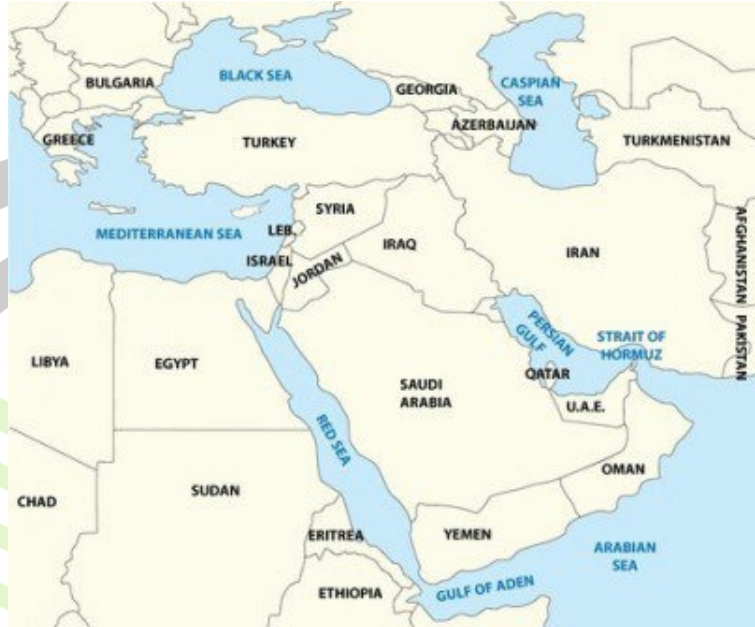 BLACK SEA
BULGARIA
GEORGIA
CASPIAN
SEA
AZERBAIJAN
GREECE
TURKEY
TURKMENISTAN
SYRIA
MEDITERRANEAN SEA
LEB.
IRAQ
ISRAEL
JORDAN
IRAN
AFGHANISTAN
PAKISTAN
PERSIAN
GULF
STRAIT OF
HORMUZ
LIBYA
EGYPT
QATAR
SAUDI
ARABIA
U.A.E.
RED SEA
OMAN
CHAD
SUDAN
ERITREA
YEMEN
ARABIAN
SEA
ETHIOPIA
GULF OF ADEN